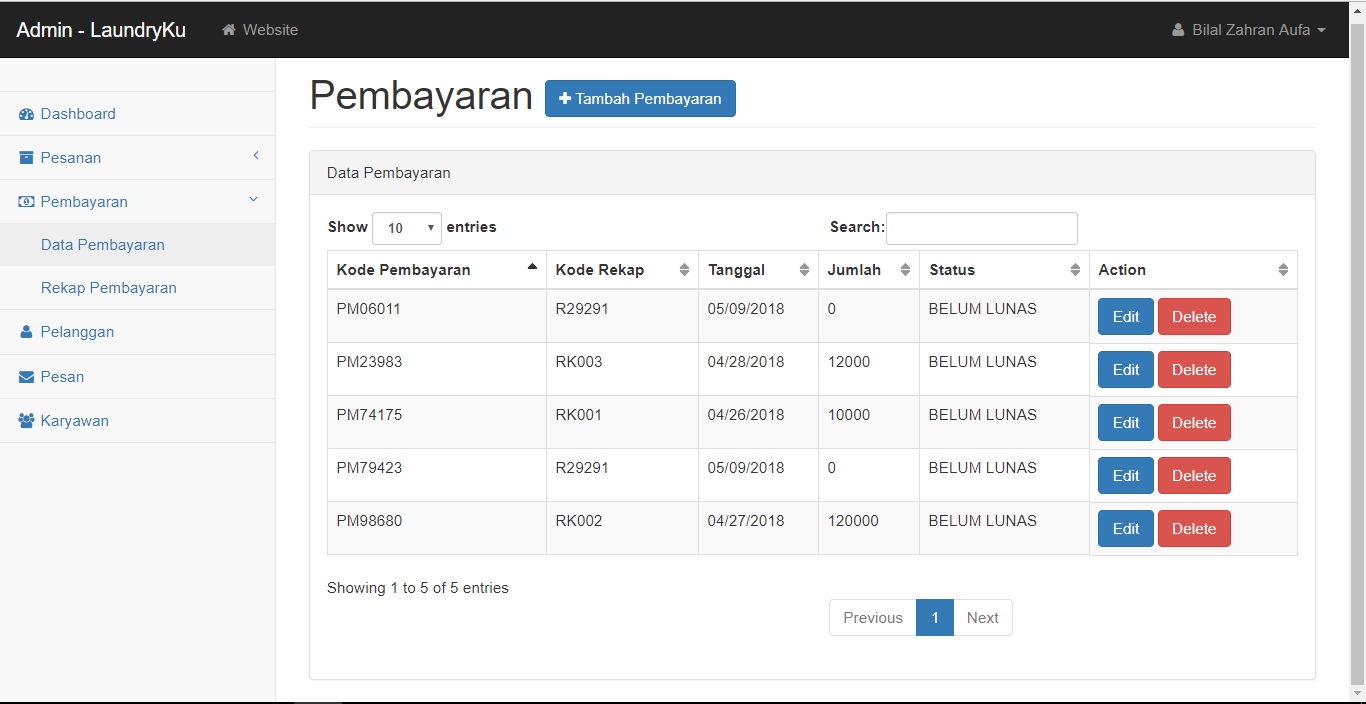 Admin - LaundryKu Website Bilal Zahran Aufa
Dashboard
Pesanan
Pembayaran
Data Pembayaran
Rekap Pembayaran
Pelanggan
Pesan
Karyawan
Pembayaran Tambah Pembayaran
Data Pembayaran
Show 10 entries Search:
Kode Pembayaran Kode Rekap Tanggal Jumlah Status Action
PM06011 R29291 05/09/2018 0 BELUM LUNAS Edit Delete
PM23983 RK003 04/28/2018 12000 BELUM LUNAS Edit Delete
PM74175 RK001 04/26/2018 10000 BELUM LUNAS Edit Delete
PM79423 R29291 05/09/2018 0 BELUM LUNAS Edit Delete
PM98680 RK002 04/27/2018 120000 BELUM LUNAS Edit Delete
Showing 1 to 5 of 5 entries
Previous 1 Next